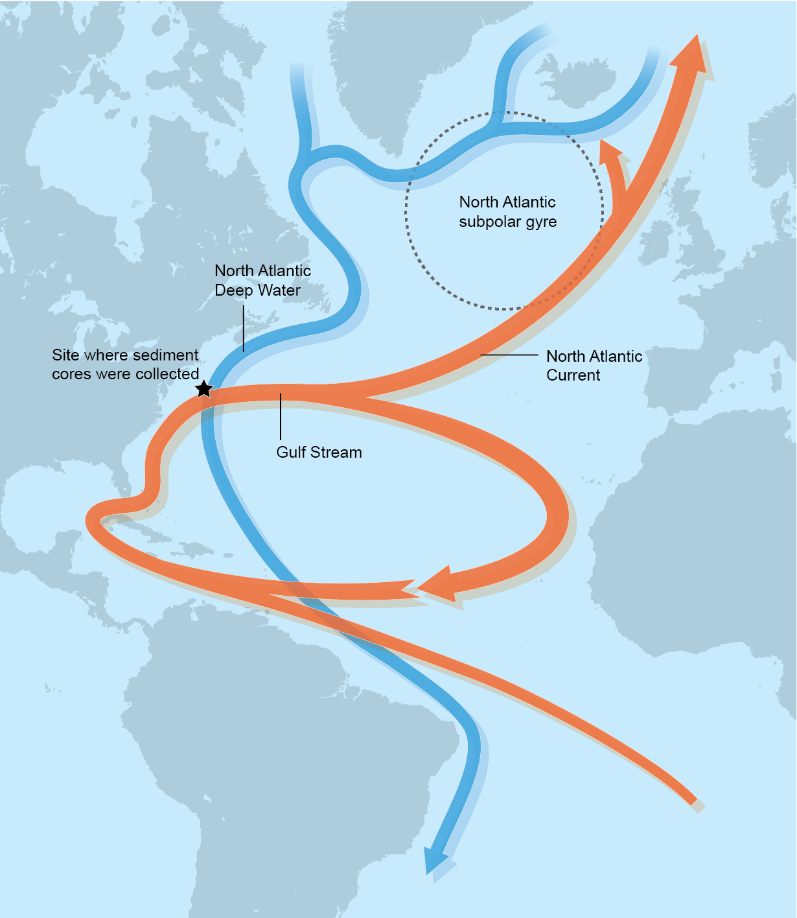 North Atlantic
subpolar gyre
North Atlantic
Deep Water
Site where sediment
cores were collected
North Atlantic
Current
Gulf Stream